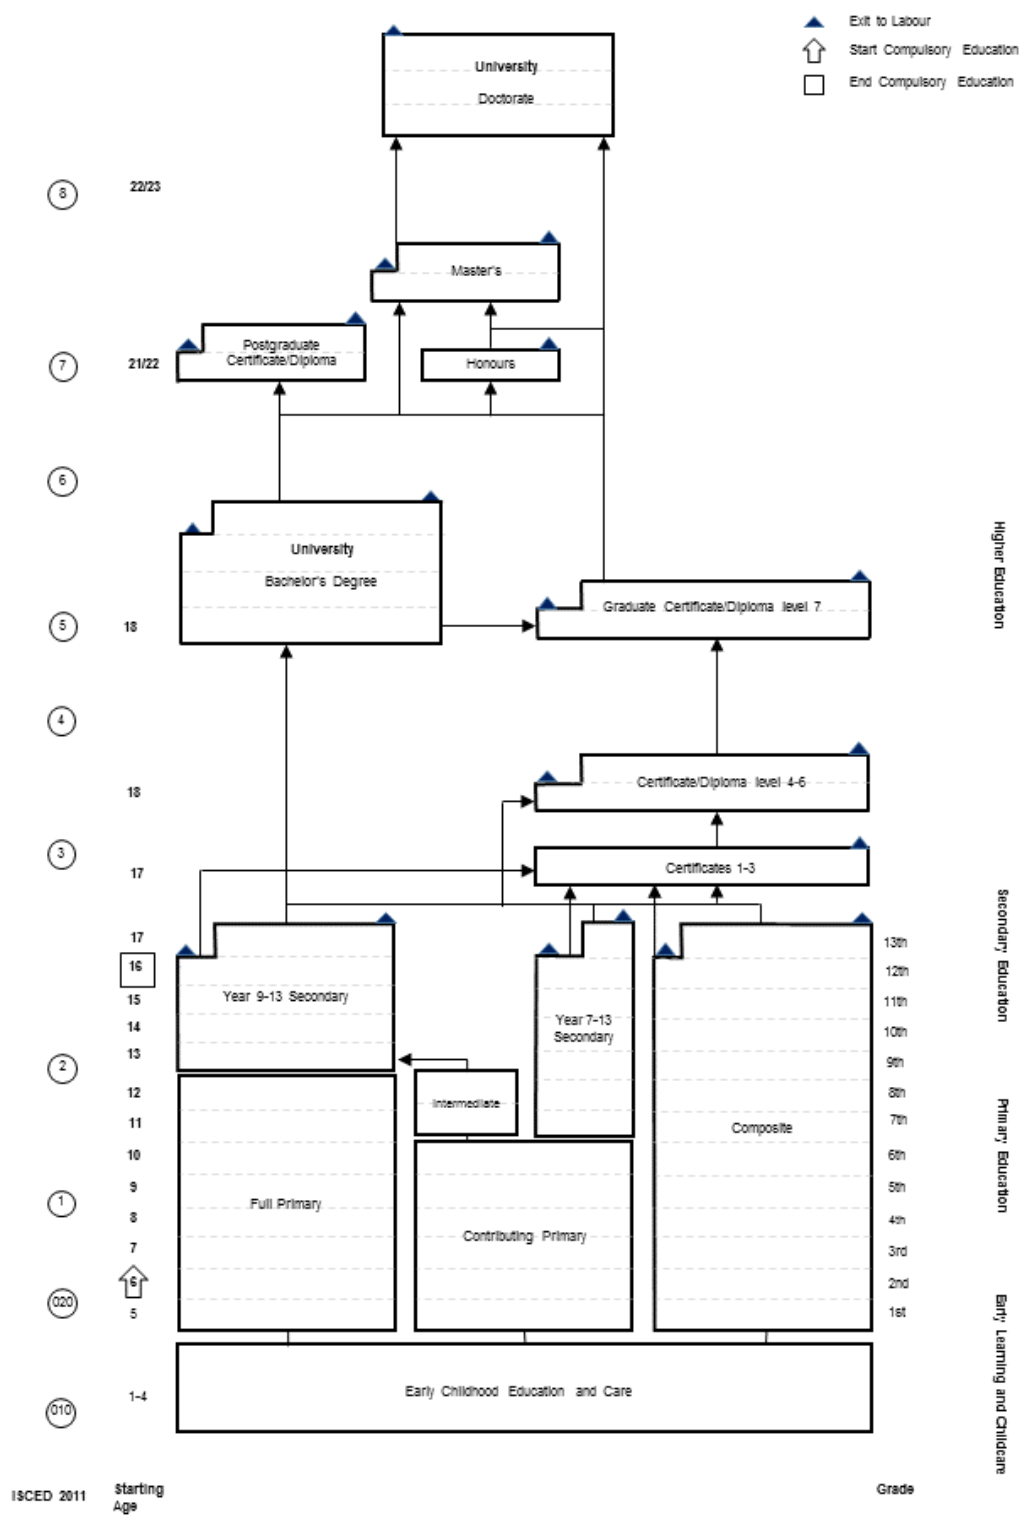 Exit to Labour
Start Compulsory Education
End Compulsory Education
University
Doctorate
8
22/23
Master's
Postgraduate
Certificate/Diploma
7
21/22
Honours
6
University
Bachelor's Degree
Graduate Certificate/Diploma level 7
5
18
Higher Education
4
Certificate/Diploma level 4-6
18
3
Certificates 1-3
17
17
13th
16
12th
Year 9-13 Secondary
15
11th
Secondary Education
Year 7-13
Secondary
14
10th
13
9th
2
12
8th
Intermediate
11
7th
Composite
10
6th
Primary Education
9
5th
1
Full Primary
8
4th
Contributing Primary
7
3rd
6
2nd
020
5
1st
Early Learning and Childcare
Early Childhood Education and Care
1-4
010
ISCED 2011
Starting
Age
Grade